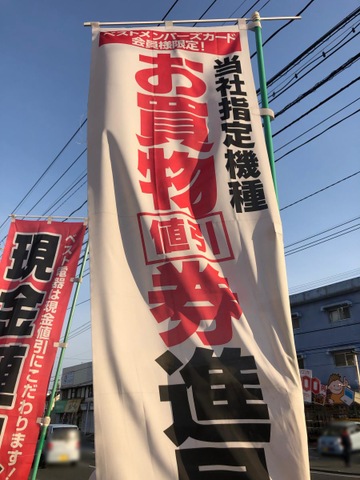 ベストメンバーズカード
会員様限定!
当社指定機種
お買物
値引
券
進
ベスト電器は現金値引にこだわります!
現金値